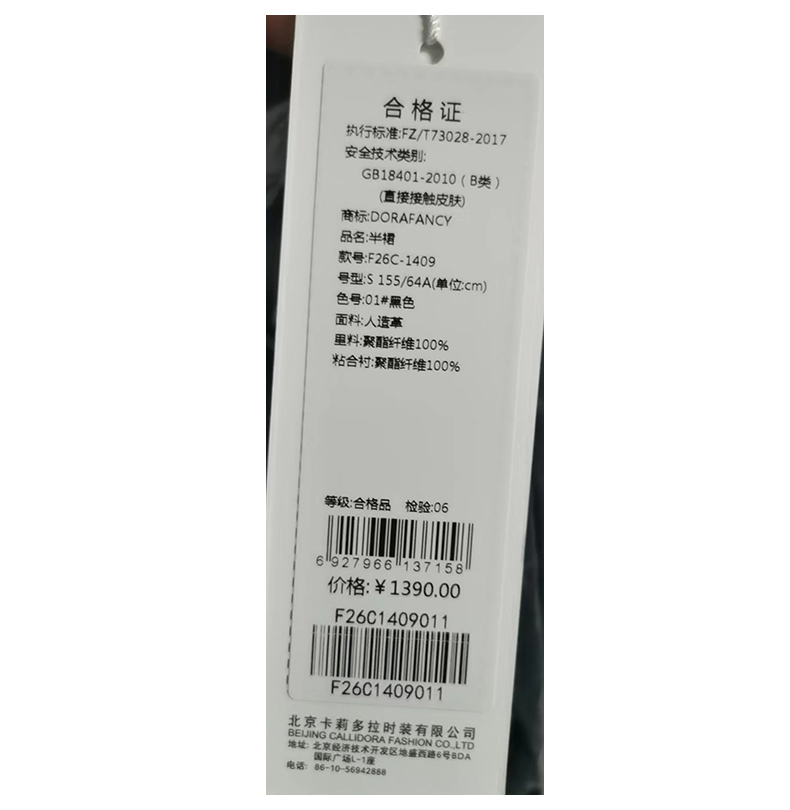 合格证
执行标准:FZ/T73028-2017
安全技术类别:
GB18401-2010（B类）
(直接接触皮肤)
商标:DORAFANCY
品名:半裙
款号:F26C-1409
号型:S 155/64A(单位:cm)
色号:01#黑色
面料:人造革
里料:聚酯纤维100%
粘合衬:聚酯纤维100%
等级:合格品 检验:06
6 927966 137158
价格:￥1390.00
F26C1409011
F26C1409011
北京卡莉多拉时装有限公司
BEIJING CALLIDORA FASHION CO.,LTD
地址: 北京经济技术开发区地盛西路6号BDA
国际广场L-1座
电话: 86-10-56942888